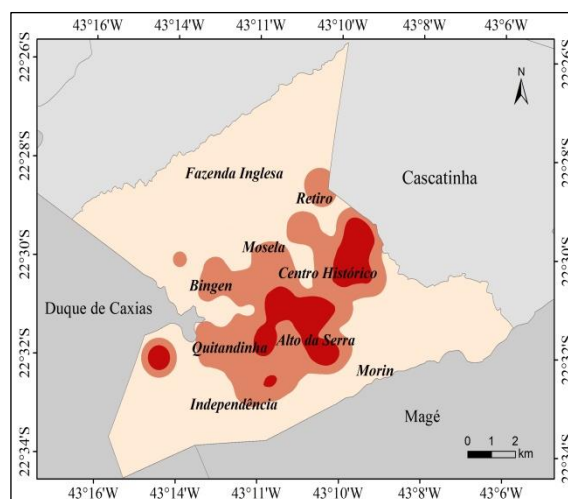 43°16'W 43°14'W 43°11'W 43°10'W 43°8'W 43°6'W
22°26'S 22°26'S
N
22°28'S 22°28'S
Fazenda Inglesa
Cascatinha
Retiro
22°30'S 22°30'S
Mosela
Centro Histórico
Bingen
Duque de Caxias
22°32'S 22°32'S
Quitandinha Alto da Serra
Morin
Independência
Magé
22°34'S 22°34'S
0 1 2
km
43°16'W 43°14'W 43°11'W 43°10'W 43°8'W 43°6'W